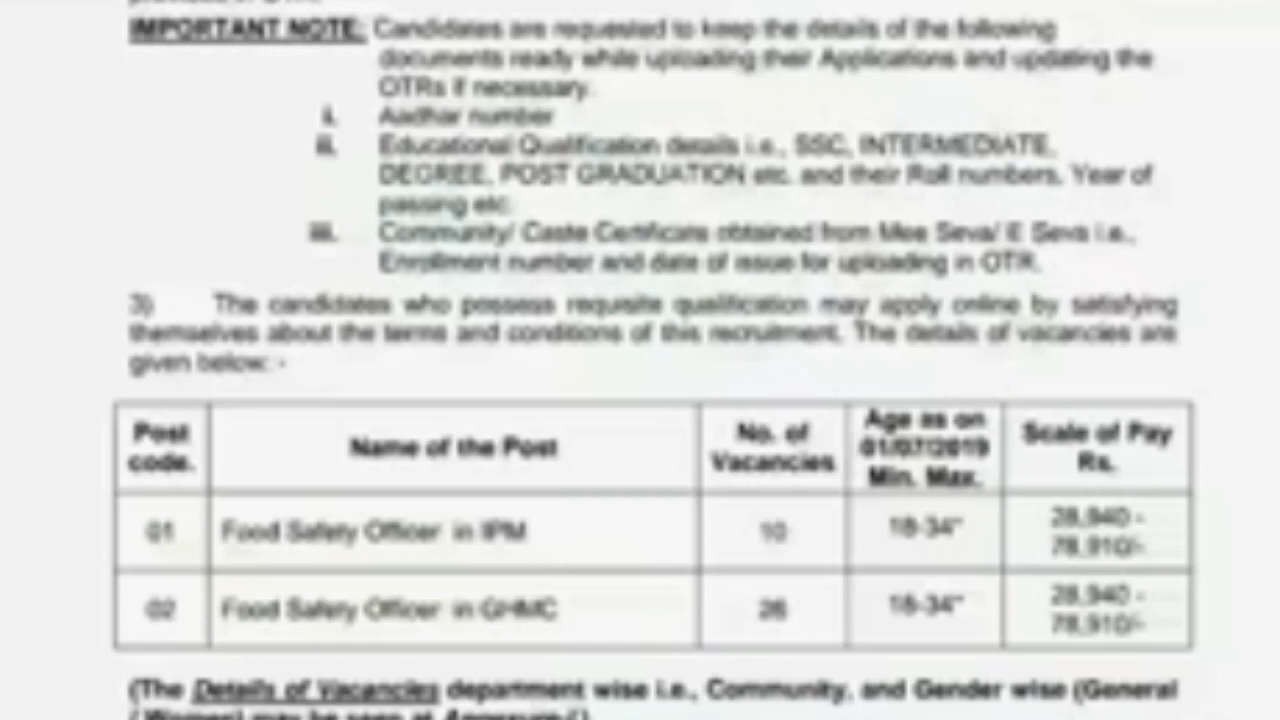 IMPORTANT NOTE: Candidates are requested to keep the details of the following
documents ready while uploading their Applications and updating the
OTRs if necessary.
i. Aadhar number
ii. Educational Qualification details i.e., SSC, INTERMEDIATE,
DEGREE, POST GRADUATION etc. and their Roll numbers, Year of
passing etc.
iii. Community/ Caste Certificate obtained from Mee Seva/ E Seva i.e.,
Enrollment number and date of issue for uploading in OTR.
3) The candidates who possess requisite qualification may apply online by satisfying
themselves about the terms and conditions of this recruitment. The details of vacancies are
given below: -
Post
code.
Name of the Post
No. of
Vacancies
Age as on
01/07/2019
Min. Max.
Scale of Pay
Rs.
01 Food Safety Officer in IPM 10 18-34* 28,940 -
78,910/-
02 Food Safety Officer in GHMC 26 18-34* 28,940 -
78,910/-
(The Details of Vacancies department wise i.e., Community, and Gender wise (General
/ Women) may be seen at Annexure-I)